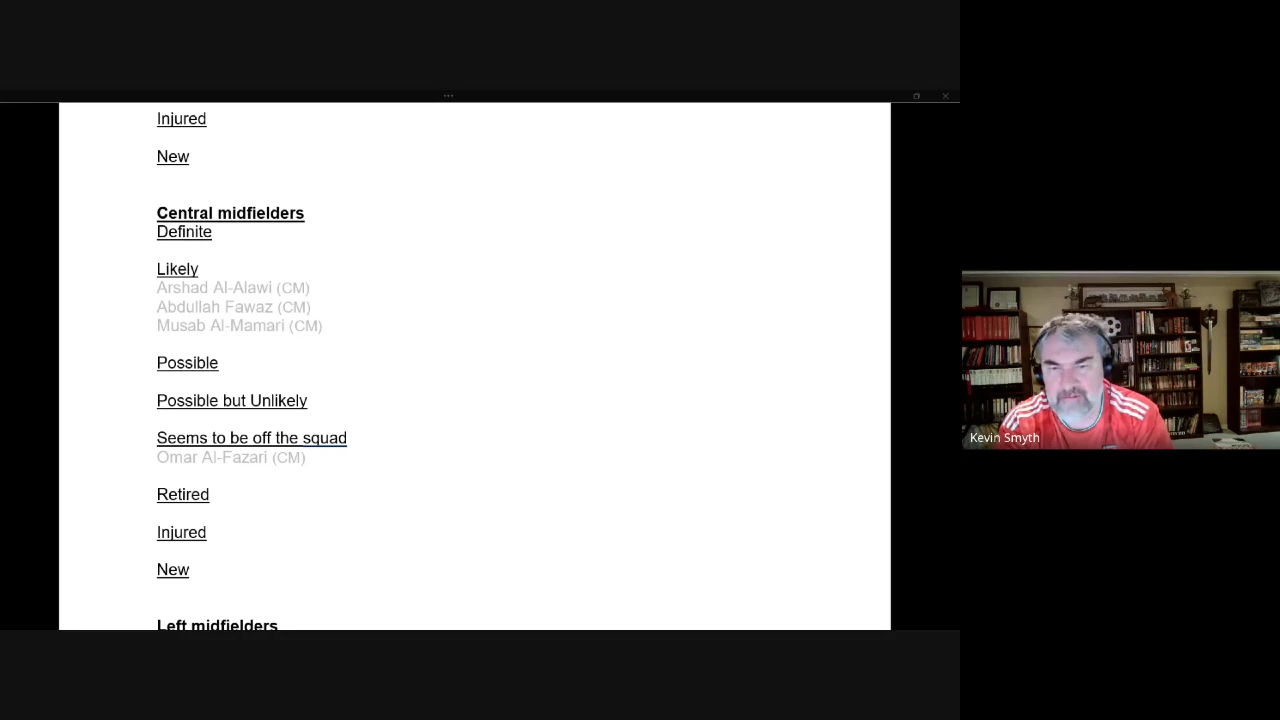 Injured
New
Central midfielders
Definite
Likely
Arshad Al-Alawi (CM)
Abdullah Fawaz (CM)
Musab Al-Mamari (CM)
Possible
Possible but Unlikely
Seems to be off the squad
Omar Al-Fazari (CM)
Retired
Injured
New
Left midfielders
Kevin Smyth